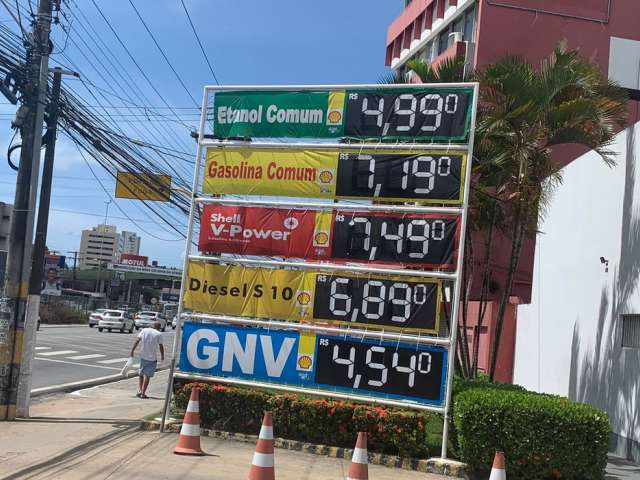 Etanol Comum R$ 4,99⁰
Gasolina Comum R$ 7,19⁰
Shell V-Power R$ 7,49⁰
Diesel S 10 R$ 6,89⁰
GNV R$ 4,54⁰
MOTUL